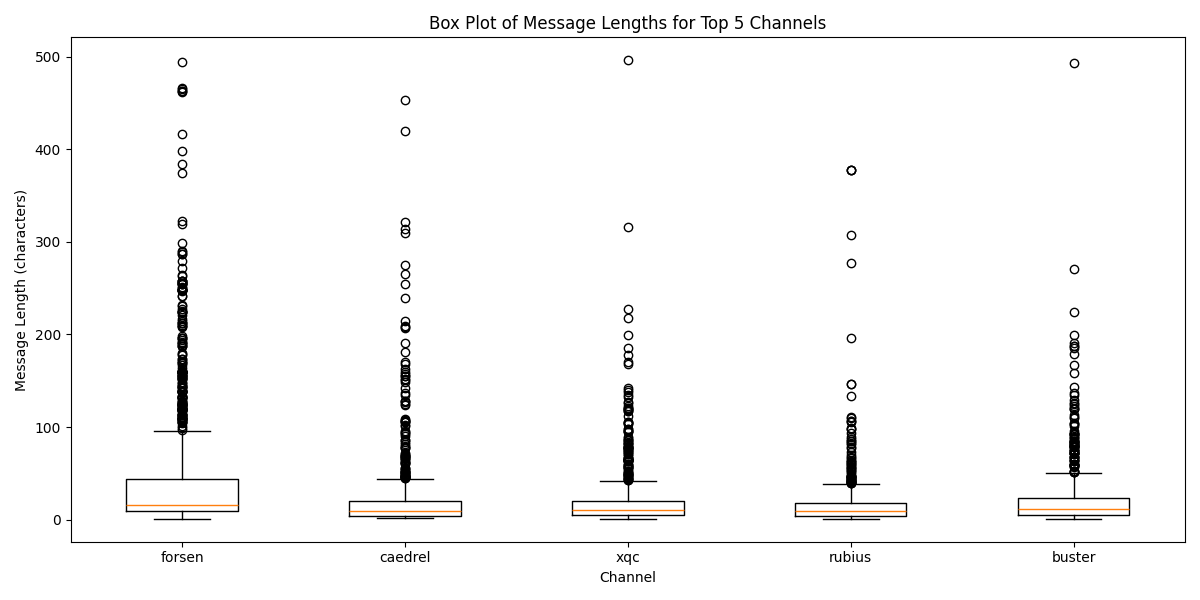 Box Plot of Message Lengths for Top 5 Channels
500
400
300
200
100
0
Message Length (characters)
forsen caedrel xqc rubius buster
Channel